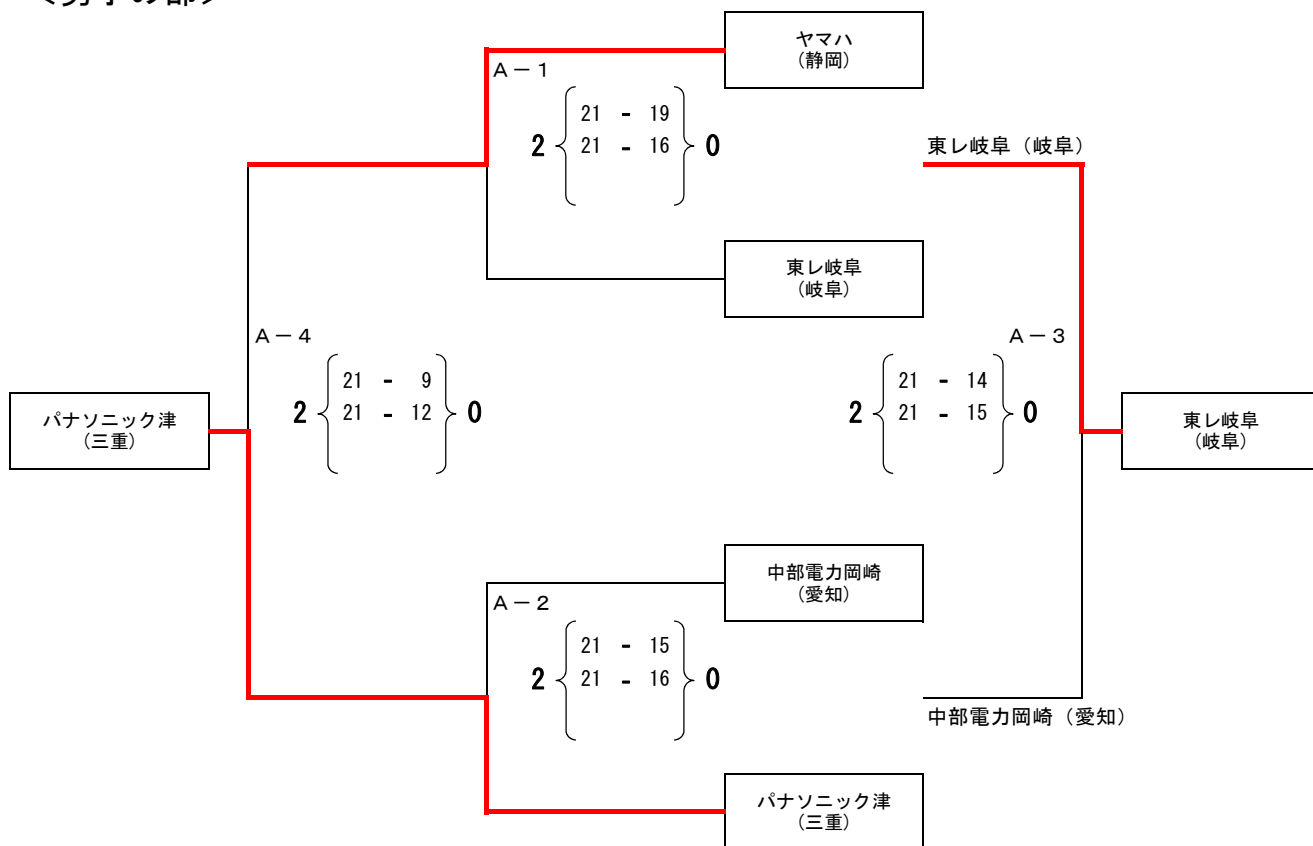 ヤマハ
(静岡)
A－1
21 - 19
2 21 - 16 0
東レ岐阜（岐阜）
東レ岐阜
(岐阜)
A－4
A－3
21 - 9
2 21 - 12 0
21 - 14
2 21 - 15 0
パナソニック津
(三重)
東レ岐阜
(岐阜)
中部電力岡崎
(愛知)
A－2
21 - 15
2 21 - 16 0
中部電力岡崎（愛知）
パナソニック津
(三重)